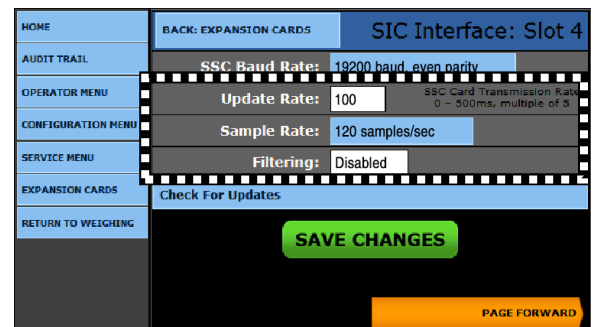 HOME
BACK: EXPANSION CARDS
SIC Interface: Slot 4
AUDIT TRAIL
SSC Baud Rate:
19200 baud, even parity
OPERATOR MENU
Update Rate:
100
SSC Card Transmission Rate
0 - 500ms, multiple of 5
CONFIGURATION MENU
Sample Rate:
120 samples/sec
SERVICE MENU
Filtering:
Disabled
EXPANSION CARDS
Check For Updates
RETURN TO WEIGHING
SAVE CHANGES
PAGE FORWARD